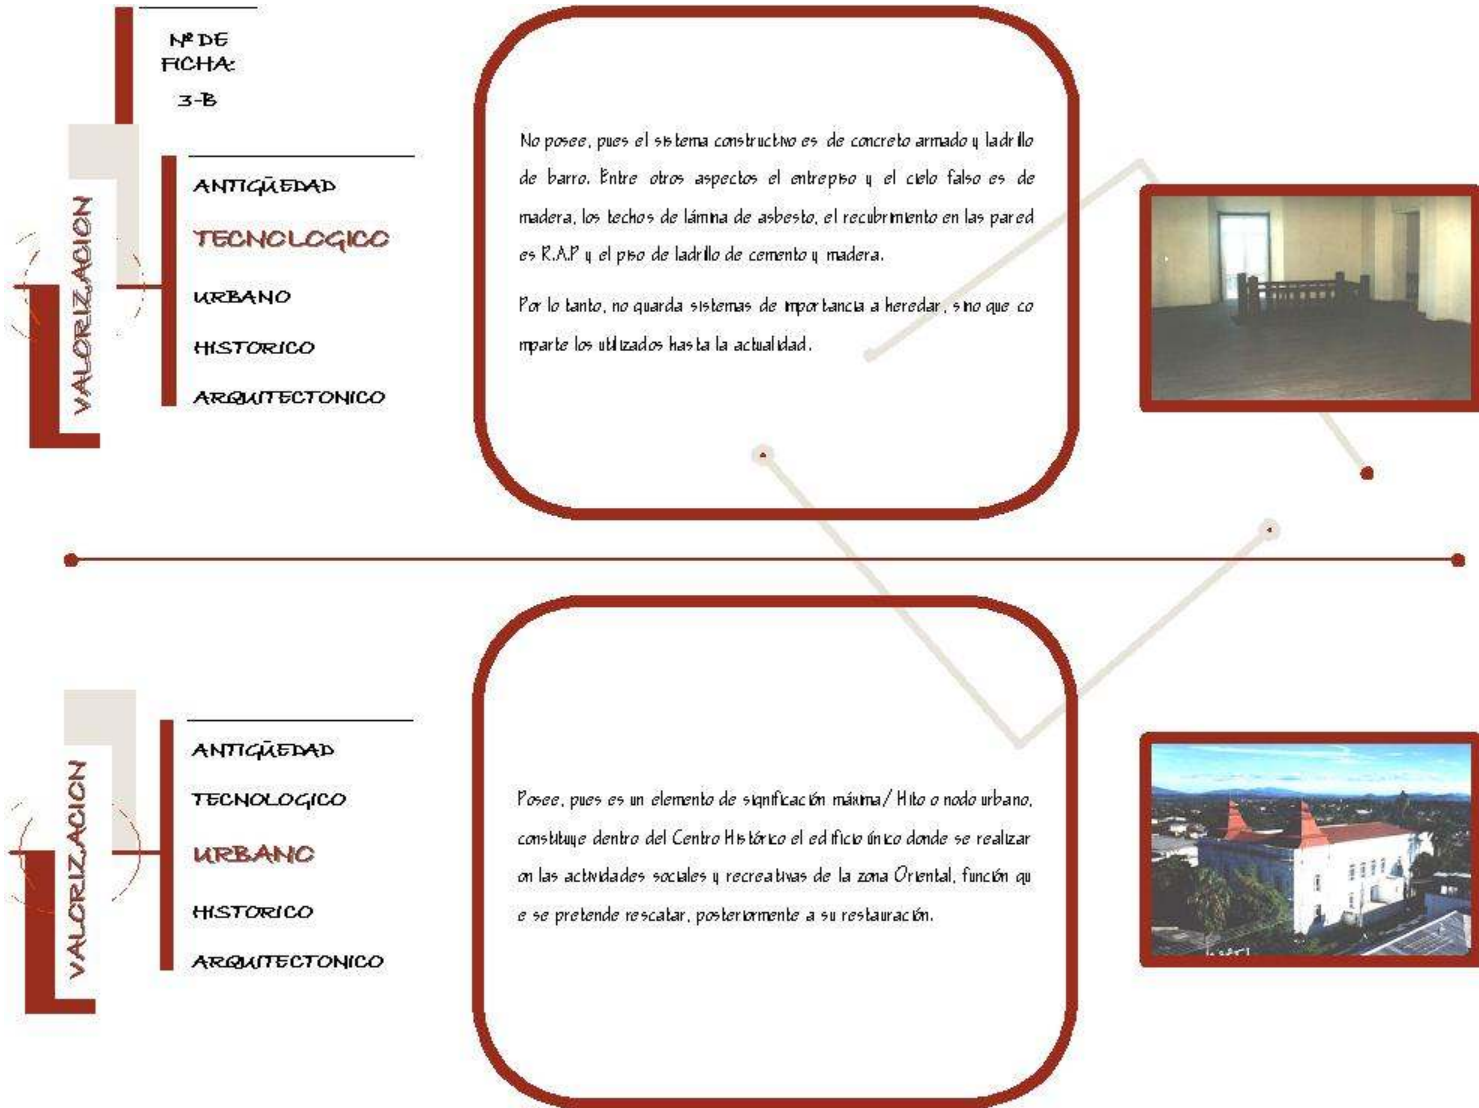 Nº DE
FICHA:
3-B
VALORIZACION
ANTIGÜEDAD
TECNOLOGICO
URBANO
HISTORICO
ARQUITECTONICO
No posee, pues el sistema constructivo es de concreto armado y ladrillo
de barro. Entre otros aspectos el entrepiso y el cielo falso es de
madera, los techos de lámina de asbesto, el recubrimiento en las pared
es R.A.P y el piso de ladrillo de cemento y madera.
Por lo tanto, no guarda sistemas de importancia a heredar, sino que co
mparte los utilizados hasta la actualidad.
VALORIZACION
ANTIGÜEDAD
TECNOLOGICO
URBANO
HISTORICO
ARQUITECTONICO
Posee, pues es un elemento de significación máxima/ Hito o nodo urbano,
constituye dentro del Centro Histórico el edificio único donde se realizar
on las actividades sociales y recreativas de la zona Oriental, función qu
e se pretende rescatar, posteriormente a su restauración.